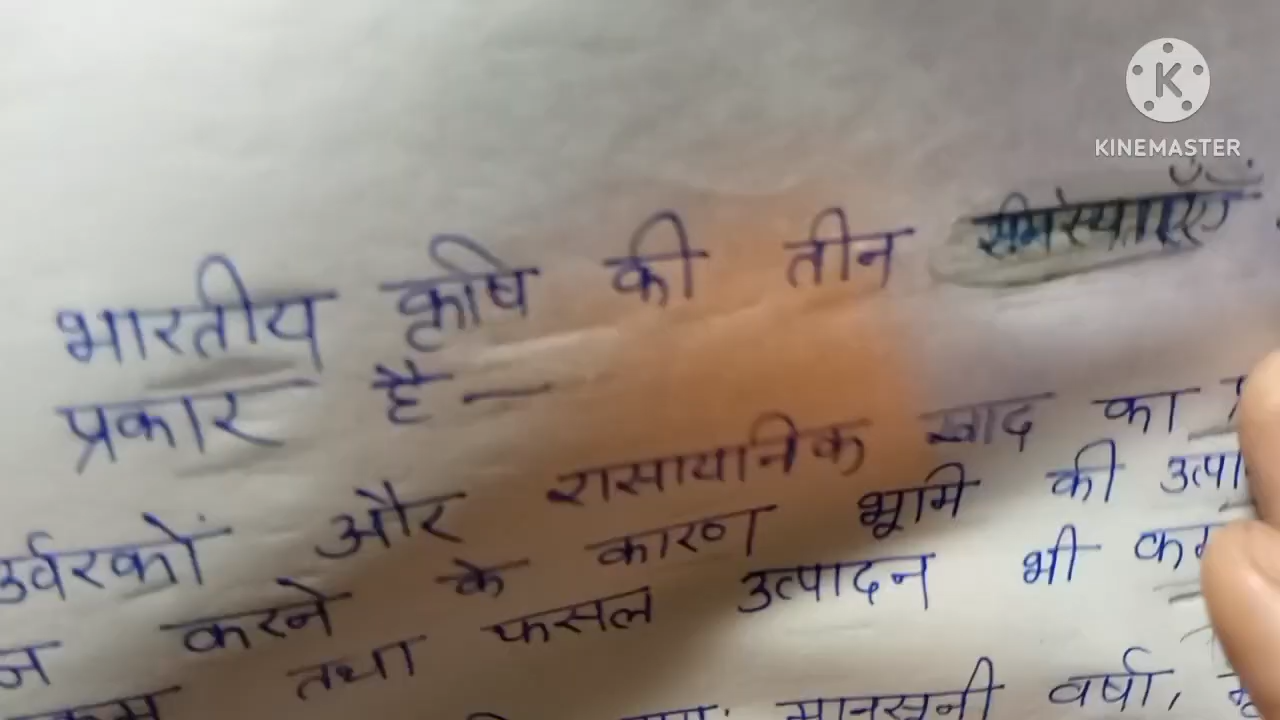 KINEMASTER
भारतीय कृषि की तीन समस्याएँ
प्रकार है —
उर्वरकों और रासायनिक खाद का
करने के कारण भूमि की
तथा फसल उत्पादन भी
मानसूनी वर्षा,